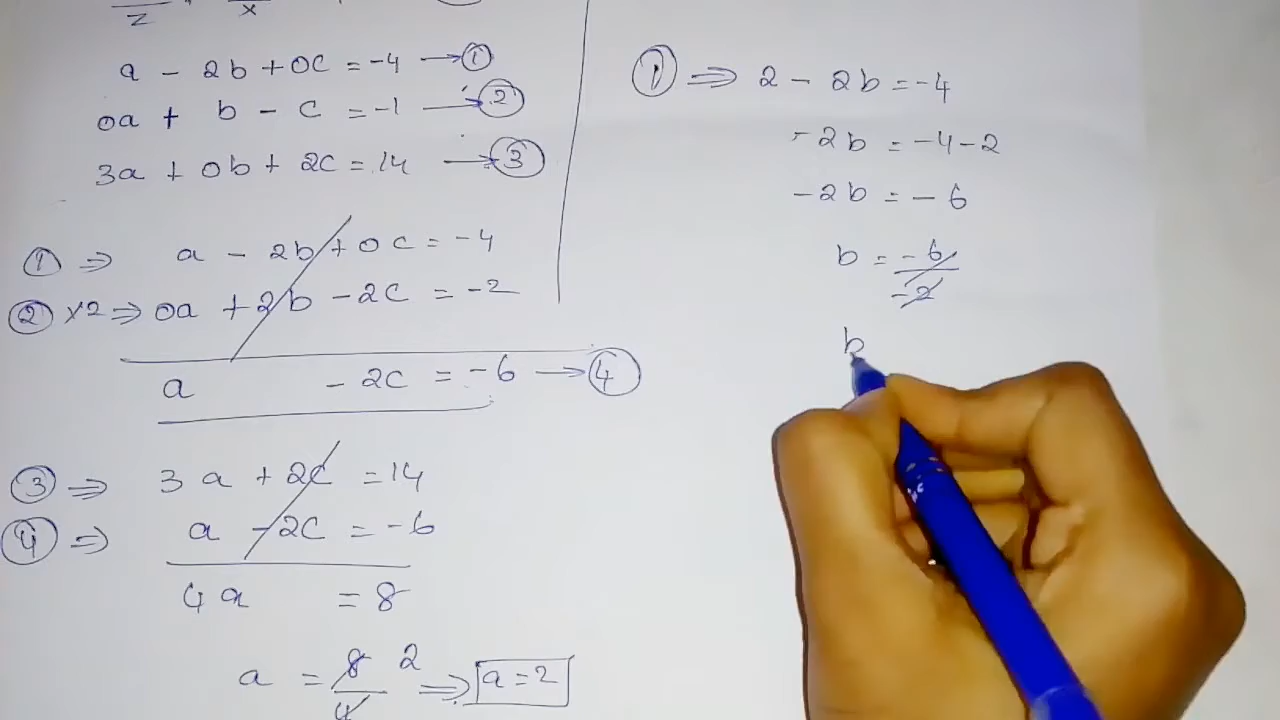 z x
a - 2b + 0c = -4 → ①
0a + b - c = -1 → ②
3a + 0b + 2c = 14 → ③
① ⇒ a - 2b + 0c = -4
② ×2 ⇒ 0a + 2b - 2c = -2
a - 2c = -6 → ④
③ ⇒ 3a + 2c = 14
④ ⇒ a - 2c = -6
4a = 8
a = 8/4 2 ⇒ a = 2
① ⇒ 2 - 2b = -4
-2b = -4-2
-2b = -6
b = -6/-2
b